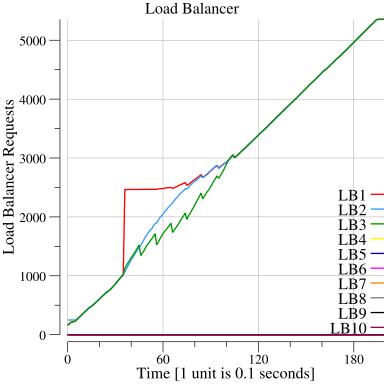 Load Balancer
Load Balancer Requests
5000
4000
3000
2000
1000
0
LB1
LB2
LB3
LB4
LB5
LB6
LB7
LB8
LB9
LB10
0 60 120 180
Time [1 unit is 0.1 seconds]